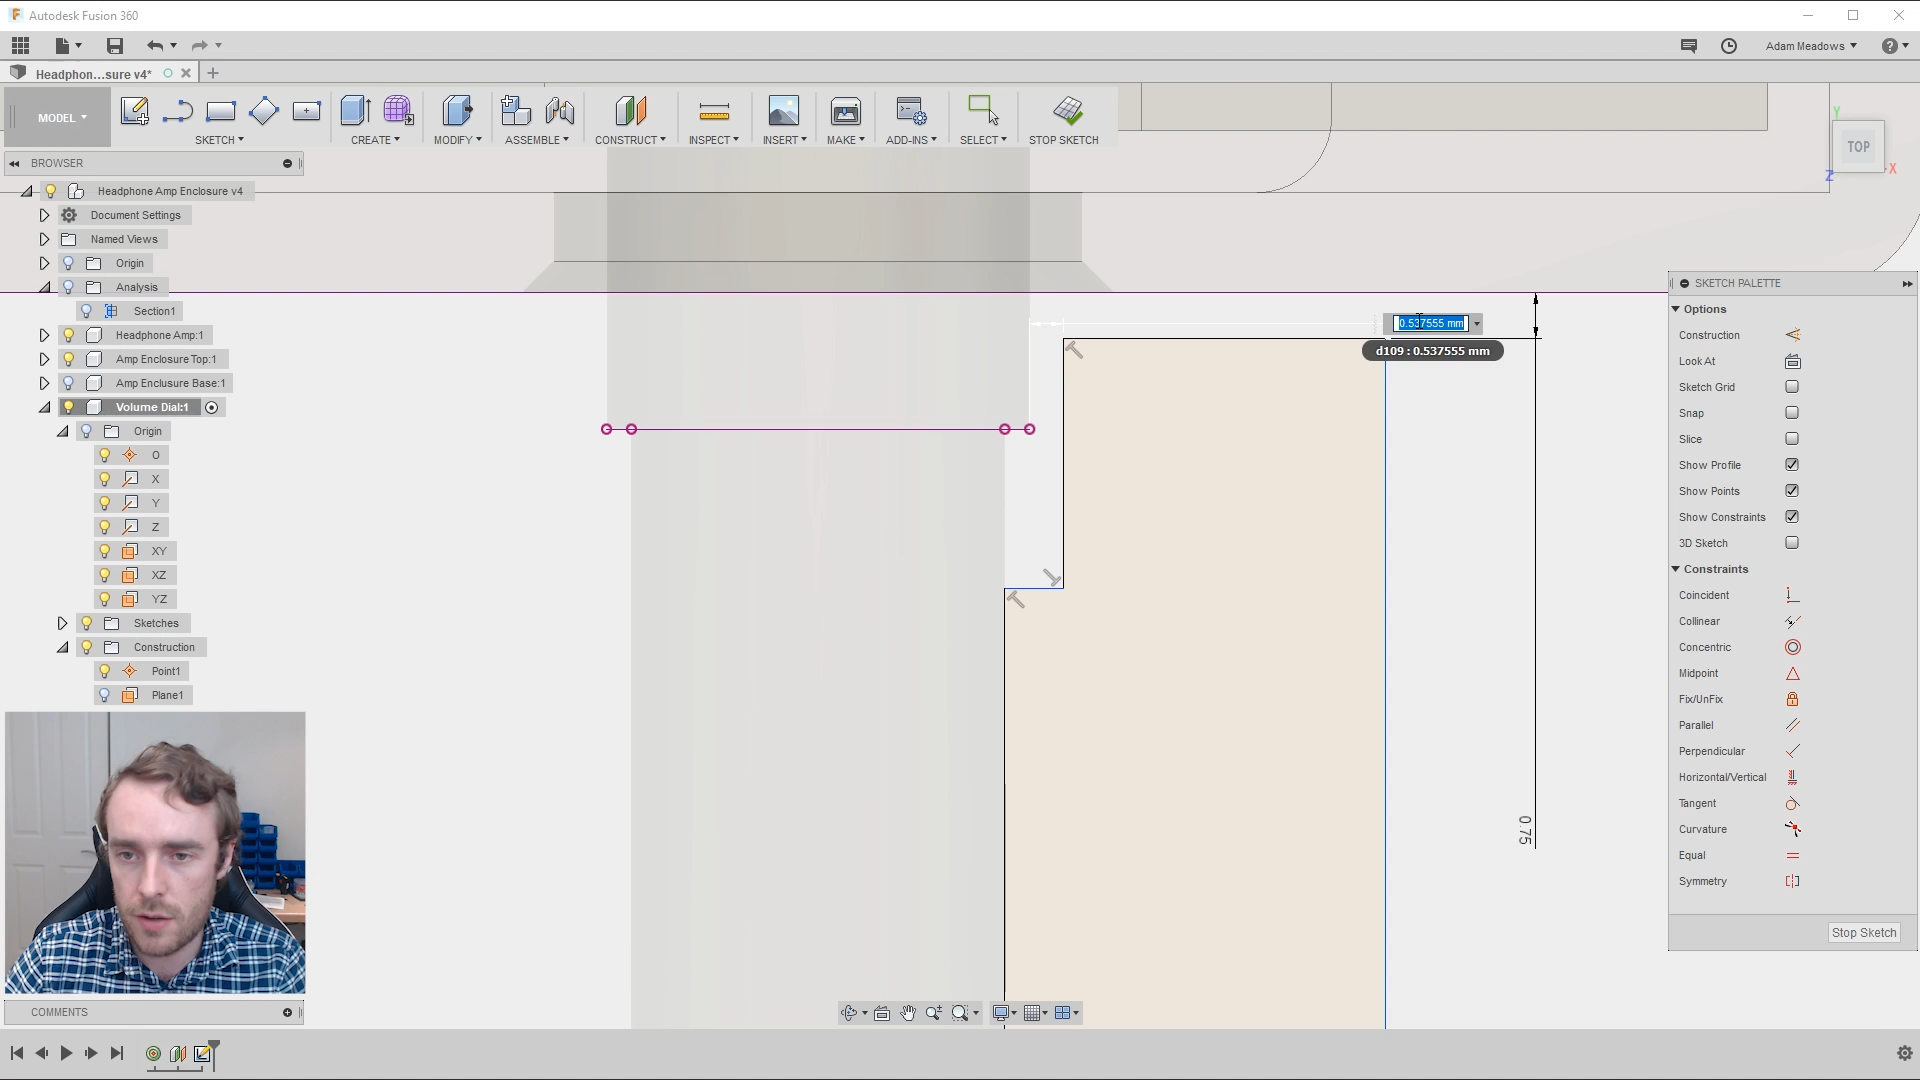 Autodesk Fusion 360
Adam Meadows
Headphon...sure v4*
MODEL
SKETCH
CREATE
MODIFY
ASSEMBLE
CONSTRUCT
INSPECT
INSERT
MAKE
ADD-INS
SELECT
STOP SKETCH
TOP
Y
X
Z
BROWSER
Headphone Amp Enclosure v4
Document Settings
Named Views
Origin
Analysis
Section1
Headphone Amp:1
Amp Enclosure Top:1
Amp Enclusure Base:1
Volume Dial:1
Origin
O
X
Y
Z
XY
XZ
YZ
Sketches
Construction
Point1
Plane1
COMMENTS
0.537555 mm
d109 : 0.537555 mm
0.75
SKETCH PALETTE
Options
Construction
Look At
Sketch Grid
Snap
Slice
Show Profile
Show Points
Show Constraints
3D Sketch
Constraints
Coincident
Collinear
Concentric
Midpoint
Fix/UnFix
Parallel
Perpendicular
Horizontal/Vertical
Tangent
Curvature
Equal
Symmetry
Stop Sketch